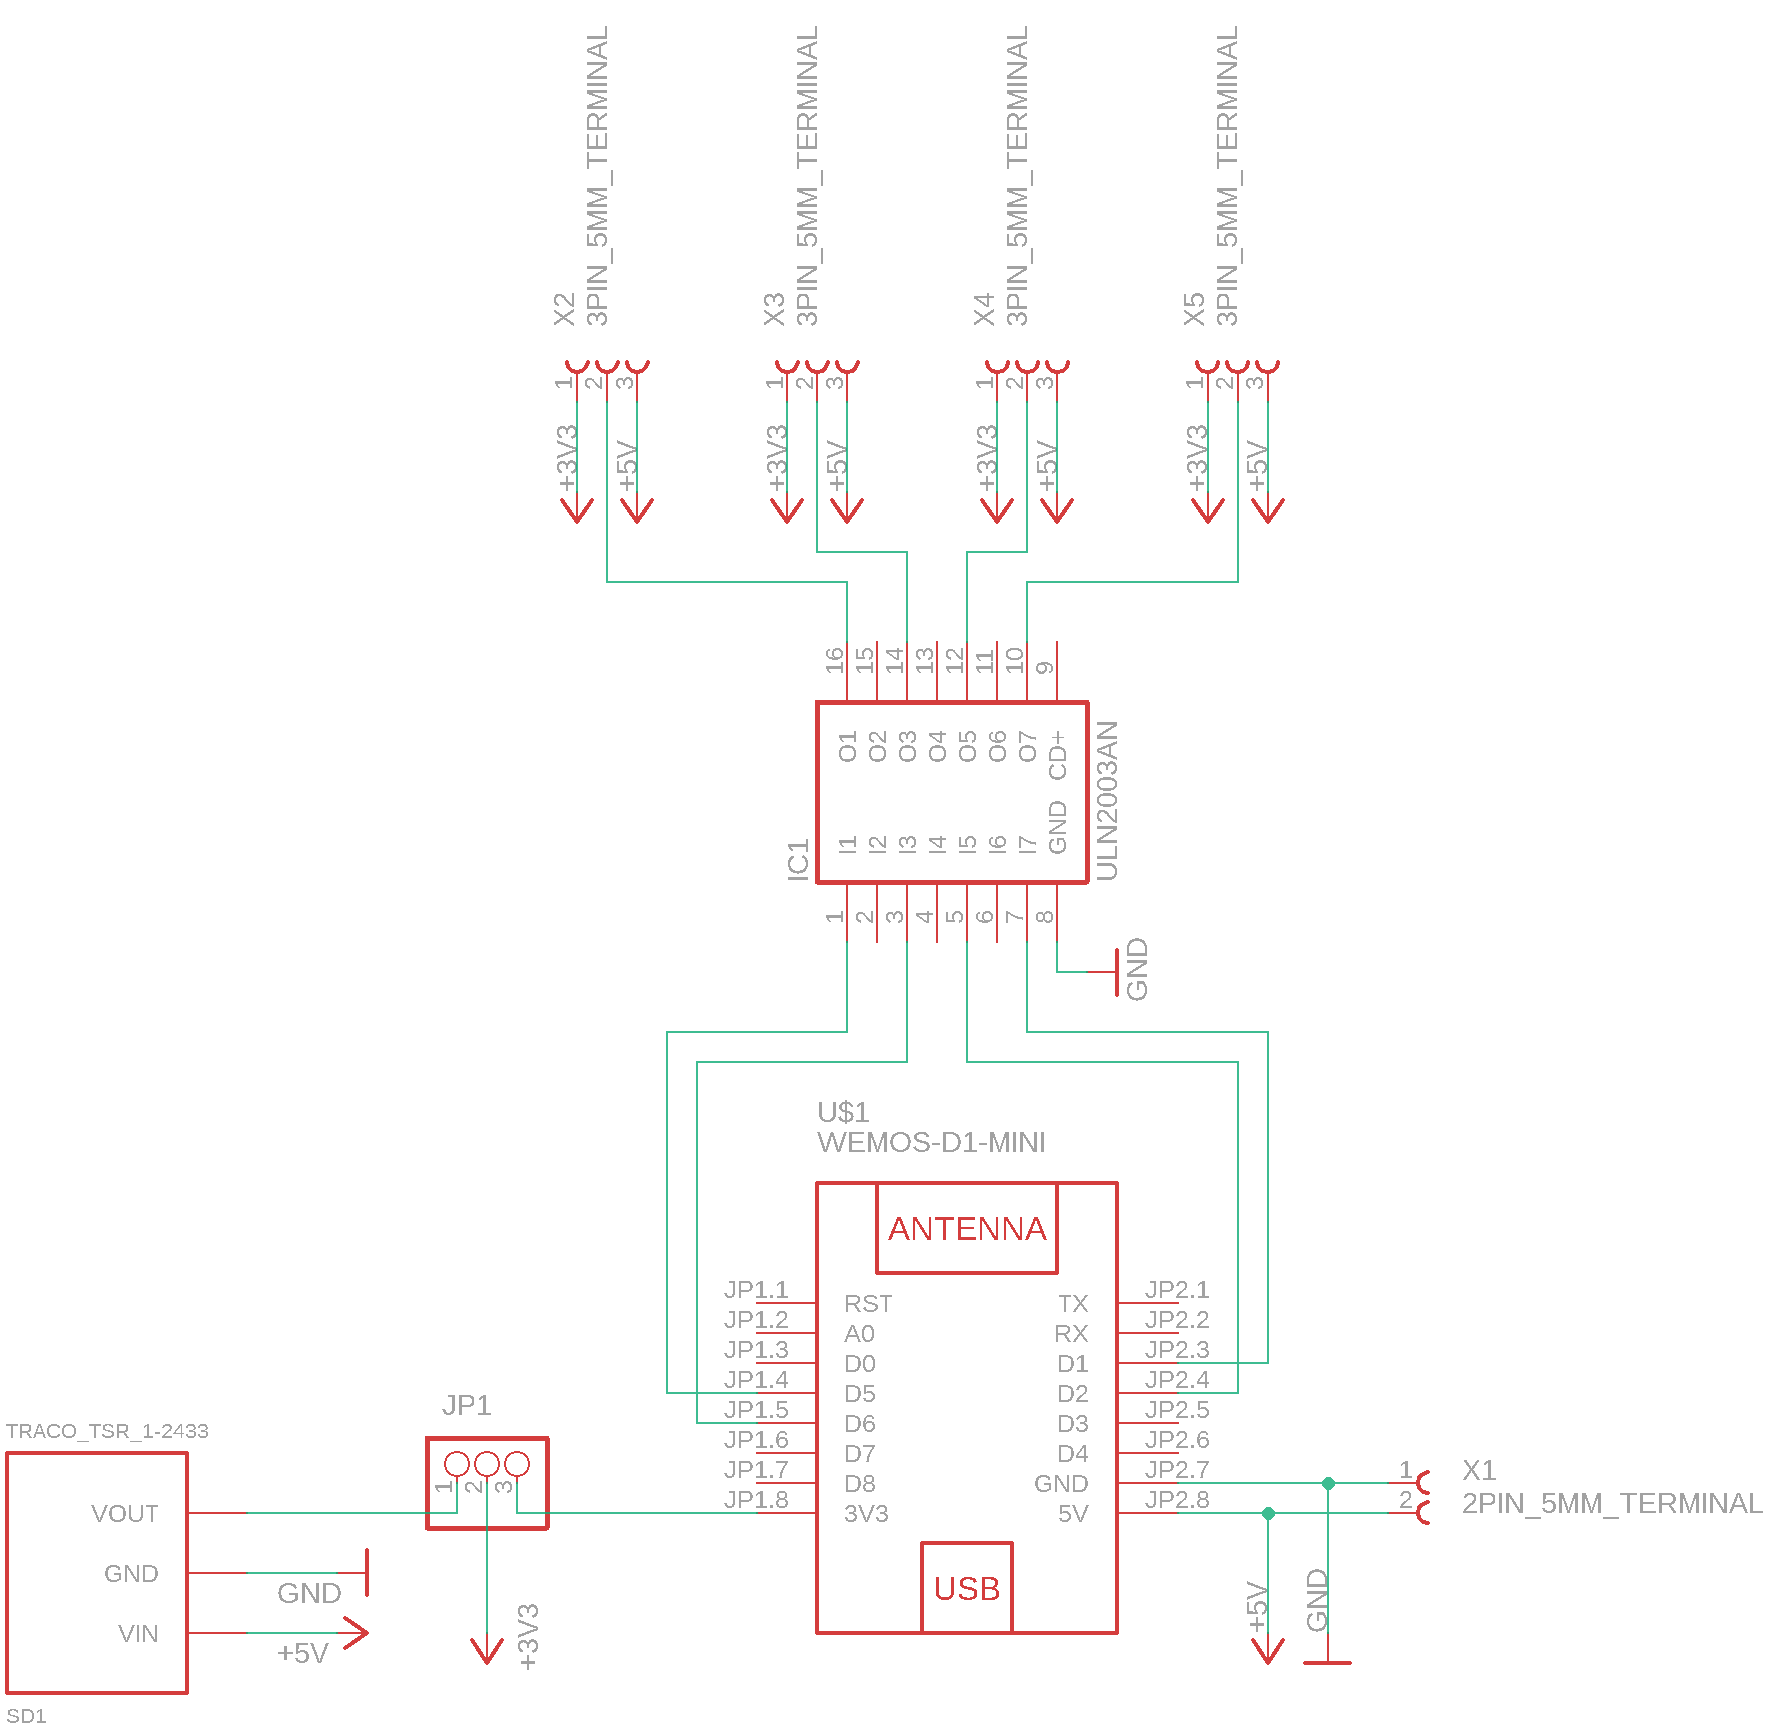 X2
3PIN_5MM_TERMINAL
X3
3PIN_5MM_TERMINAL
X4
3PIN_5MM_TERMINAL
X5
3PIN_5MM_TERMINAL
1
2
3
1
2
3
1
2
3
1
2
3
+3V3
+5V
+3V3
+5V
+3V3
+5V
+3V3
+5V
16
15
14
13
12
11
10
9
O1
O2
O3
O4
O5
O6
O7
CD+
I1
I2
I3
I4
I5
I6
I7
GND
IC1
ULN2003AN
1
2
3
4
5
6
7
8
GND
U$1
WEMOS-D1-MINI
ANTENNA
JP1.1 RST TX JP2.1
JP1.2 A0 RX JP2.2
JP1.3 D0 D1 JP2.3
JP1.4 D5 D2 JP2.4
JP1.5 D6 D3 JP2.5
JP1.6 D7 D4 JP2.6
JP1.7 D8 GND JP2.7
JP1.8 3V3 5V JP2.8
USB
JP1
1
2
3
+3V3
TRACO_TSR_1-2433
VOUT
GND
VIN
GND
+5V
SD1
1
2
X1
2PIN_5MM_TERMINAL
+5V
GND